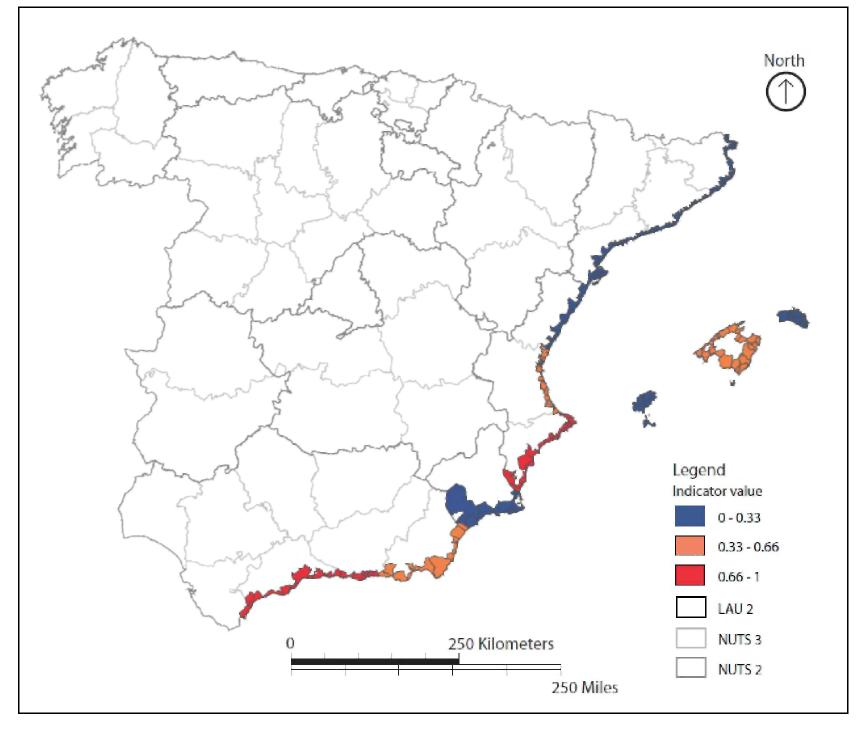 North
Legend
Indicator value
0 - 0.33
0.33 - 0.66
0.66 - 1
LAU 2
NUTS 3
NUTS 2
0 250 Kilometers
250 Miles